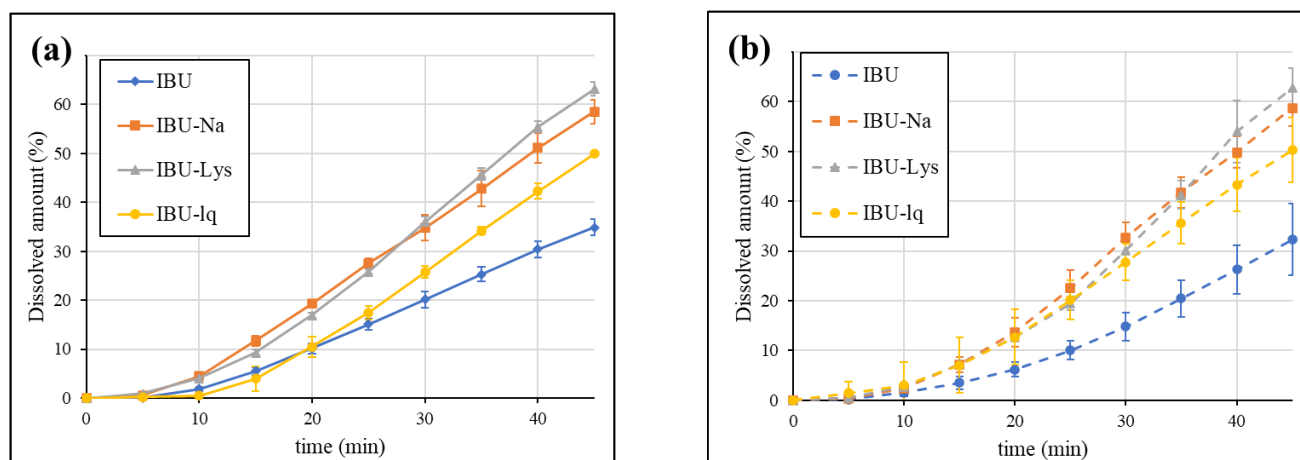 (a)
IBU
IBU-Na
IBU-Lys
IBU-lq
Dissolved amount (%)
60
50
40
30
20
10
0
0 10 20 30 40
time (min)
(b)
IBU
IBU-Na
IBU-Lys
IBU-lq
Dissolved amount (%)
60
50
40
30
20
10
0
0 10 20 30 40
time (min)